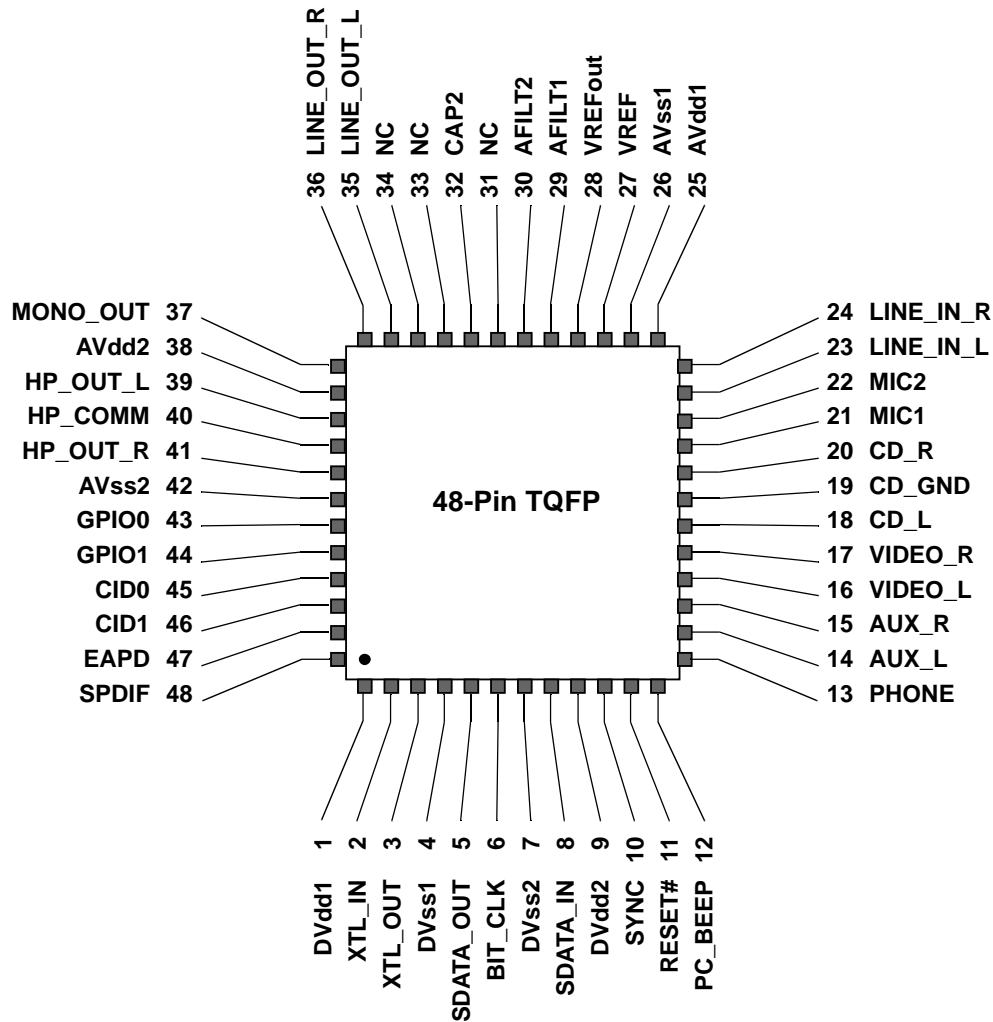 36 LINE_OUT_R
35 LINE_OUT_L
34 NC
33 NC
32 CAP2
31 NC
30 AFILT2
29 AFILT1
28 VREFout
27 VREF
26 AVss1
25 AVdd1
MONO_OUT 37
AVdd2 38
HP_OUT_L 39
HP_COMM 40
HP_OUT_R 41
AVss2 42
GPIO0 43
GPIO1 44
CID0 45
CID1 46
EAPD 47
SPDIF 48
48-Pin TQFP
24 LINE_IN_R
23 LINE_IN_L
22 MIC2
21 MIC1
20 CD_R
19 CD_GND
18 CD_L
17 VIDEO_R
16 VIDEO_L
15 AUX_R
14 AUX_L
13 PHONE
DVdd1 1
XTL_IN 2
XTL_OUT 3
DVss1 4
SDATA_OUT 5
BIT_CLK 6
DVss2 7
SDATA_IN 8
DVdd2 9
SYNC 10
RESET# 11
PC_BEEP 12